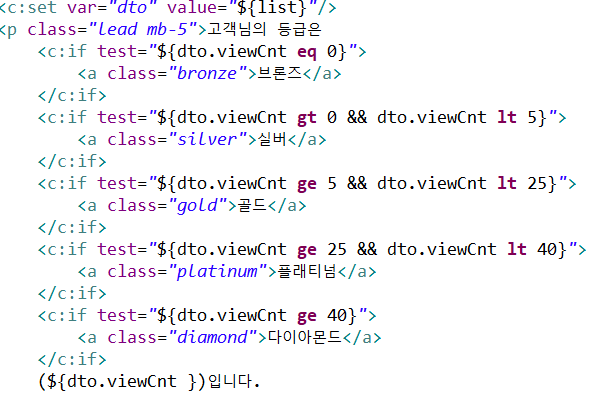 <c:set var="dto" value="${list}"/>
<p class="lead mb-5">고객님의 등급은
    <c:if test="${dto.viewCnt eq 0}">
        <a class="bronze">브론즈</a>
    </c:if>
    <c:if test="${dto.viewCnt gt 0 && dto.viewCnt lt 5}">
        <a class="silver">실버</a>
    </c:if>
    <c:if test="${dto.viewCnt ge 5 && dto.viewCnt lt 25}">
        <a class="gold">골드</a>
    </c:if>
    <c:if test="${dto.viewCnt ge 25 && dto.viewCnt lt 40}">
        <a class="platinum">플래티넘</a>
    </c:if>
    <c:if test="${dto.viewCnt ge 40}">
        <a class="diamond">다이아몬드</a>
    </c:if>
    (${dto.viewCnt })입니다.